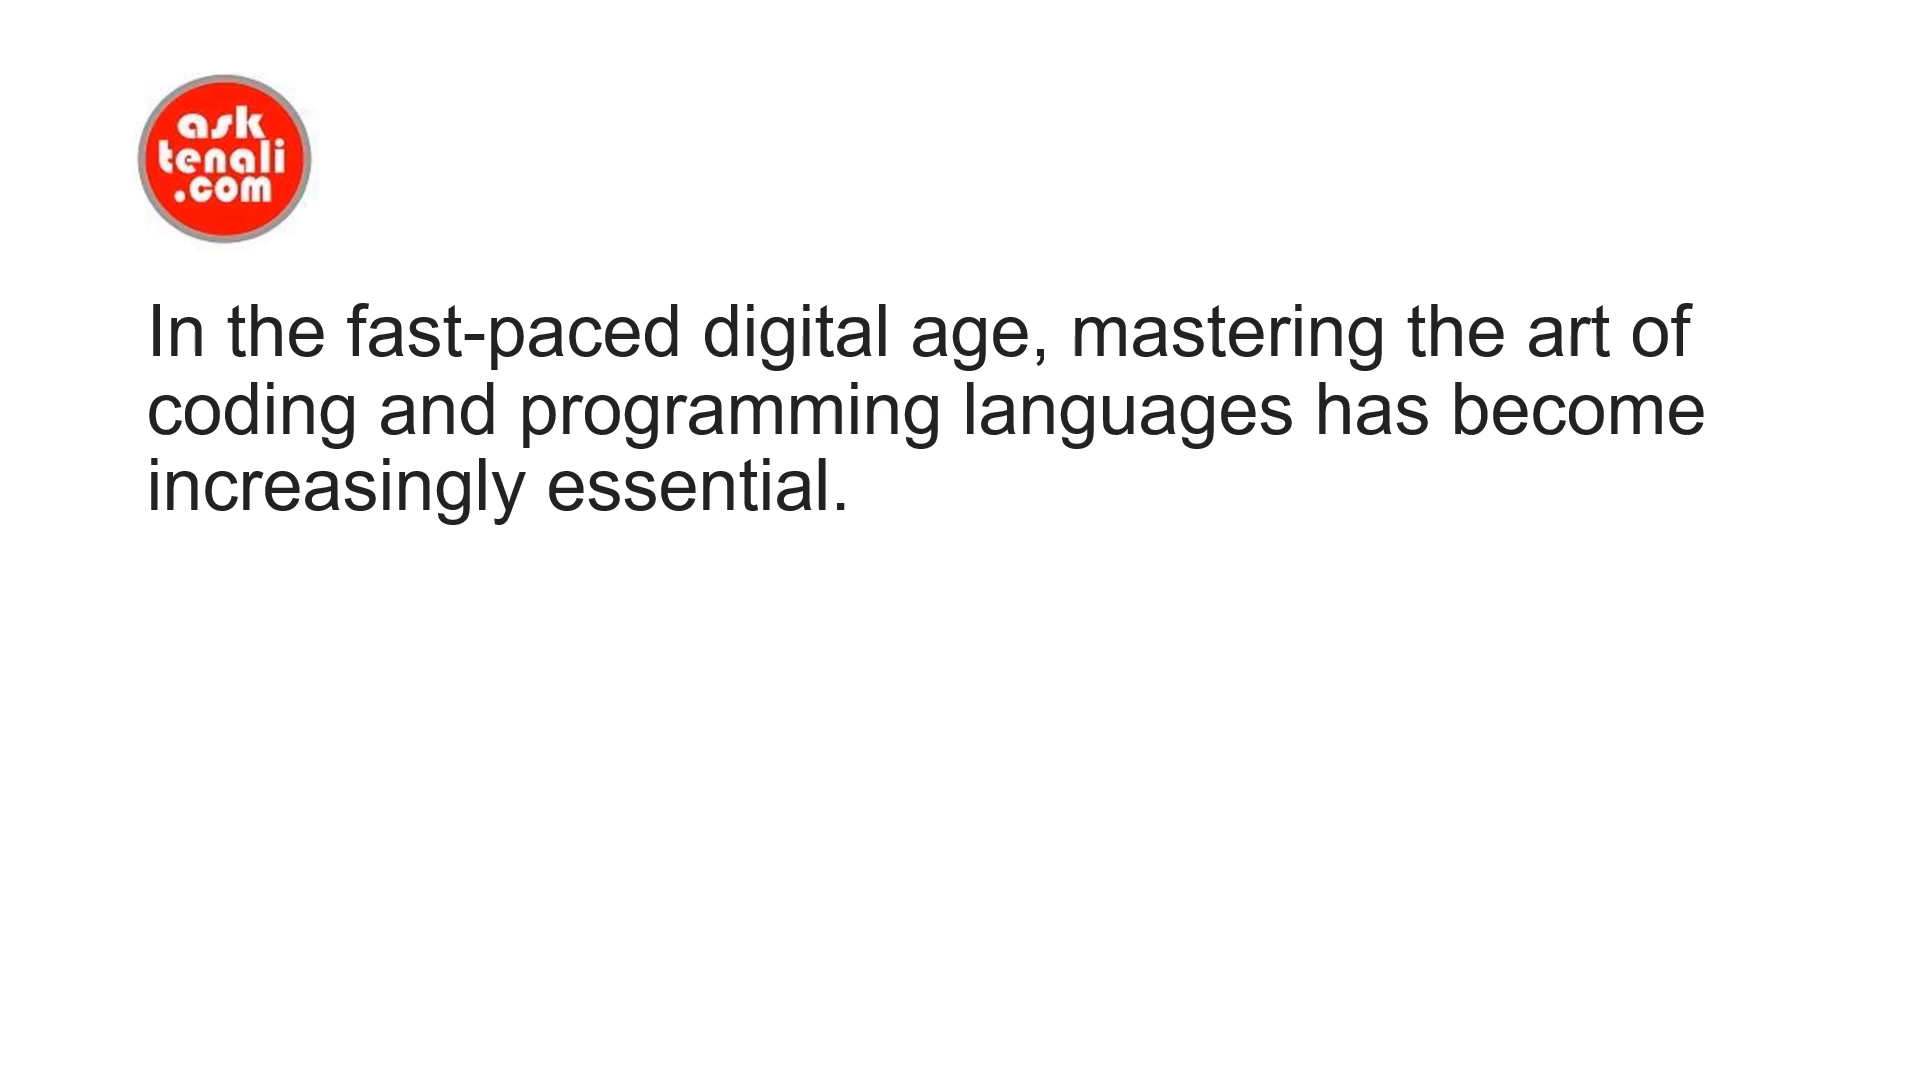 ask
tenali
.com
In the fast-paced digital age, mastering the art of
coding and programming languages has become
increasingly essential.